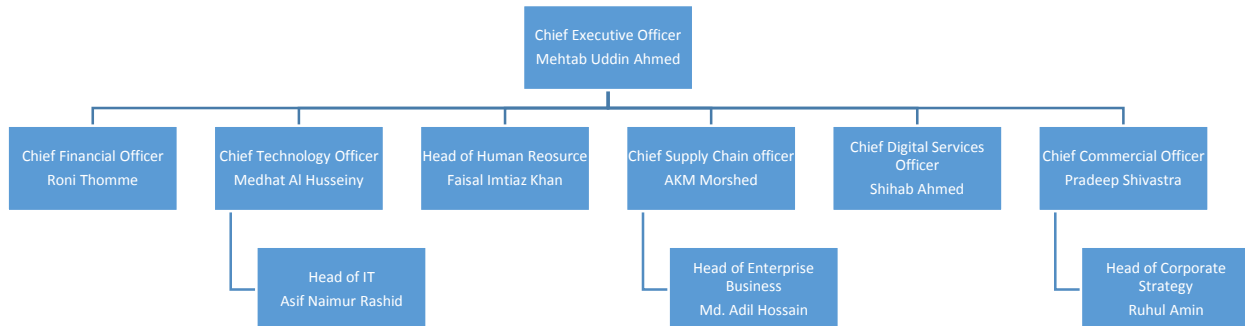 Chief Executive Officer
Mehtab Uddin Ahmed
Chief Financial Officer
Roni Thomme
Chief Technology Officer
Medhat Al Husseiny
Head of Human Reosurce
Faisal Imtiaz Khan
Chief Supply Chain officer
AKM Morshed
Chief Digital Services
Officer
Shihab Ahmed
Chief Commercial Officer
Pradeep Shivastra
Head of IT
Asif Naimur Rashid
Head of Enterprise
Business
Md. Adil Hossain
Head of Corporate
Strategy
Ruhul Amin